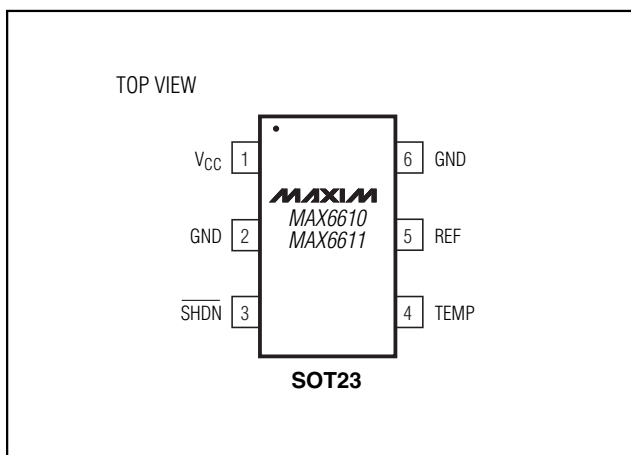 TOP VIEW
VCC 1
6 GND
MAXIM
MAX6610
MAX6611
GND 2
5 REF
SHDN 3
4 TEMP
SOT23